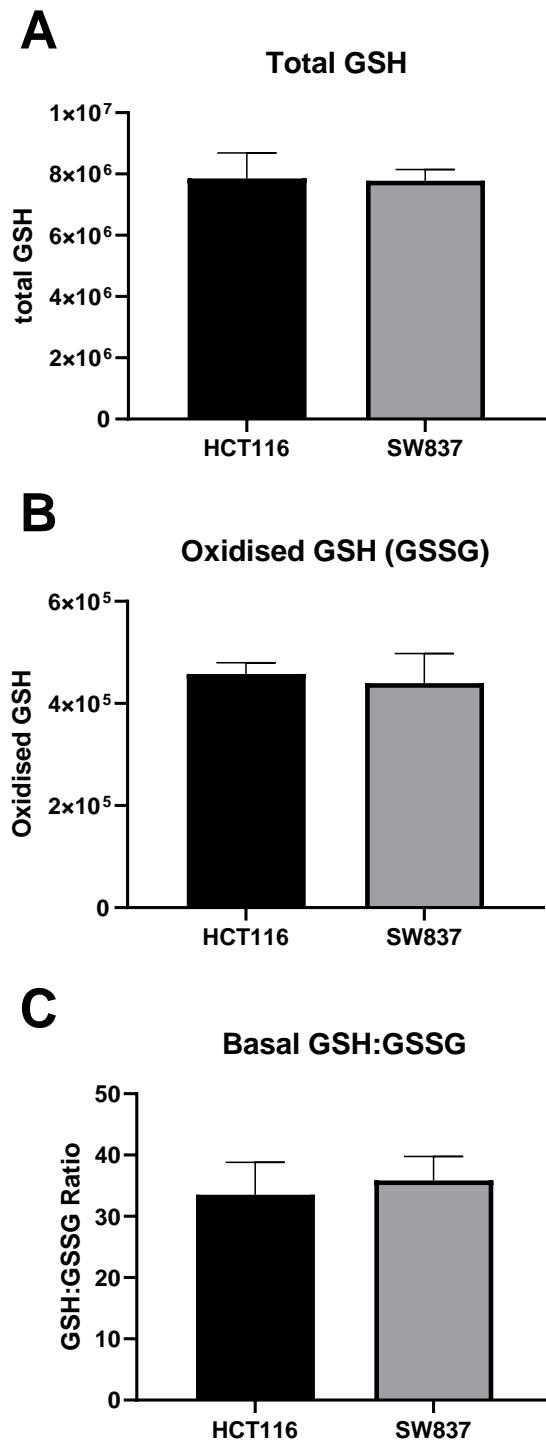 A
Total GSH
1×10⁷
8×10⁶
6×10⁶
4×10⁶
2×10⁶
0
total GSH
HCT116 SW837
B
Oxidised GSH (GSSG)
6×10⁵
4×10⁵
2×10⁵
0
Oxidised GSH
HCT116 SW837
C
Basal GSH:GSSG
50
40
30
20
10
0
GSH:GSSG Ratio
HCT116 SW837